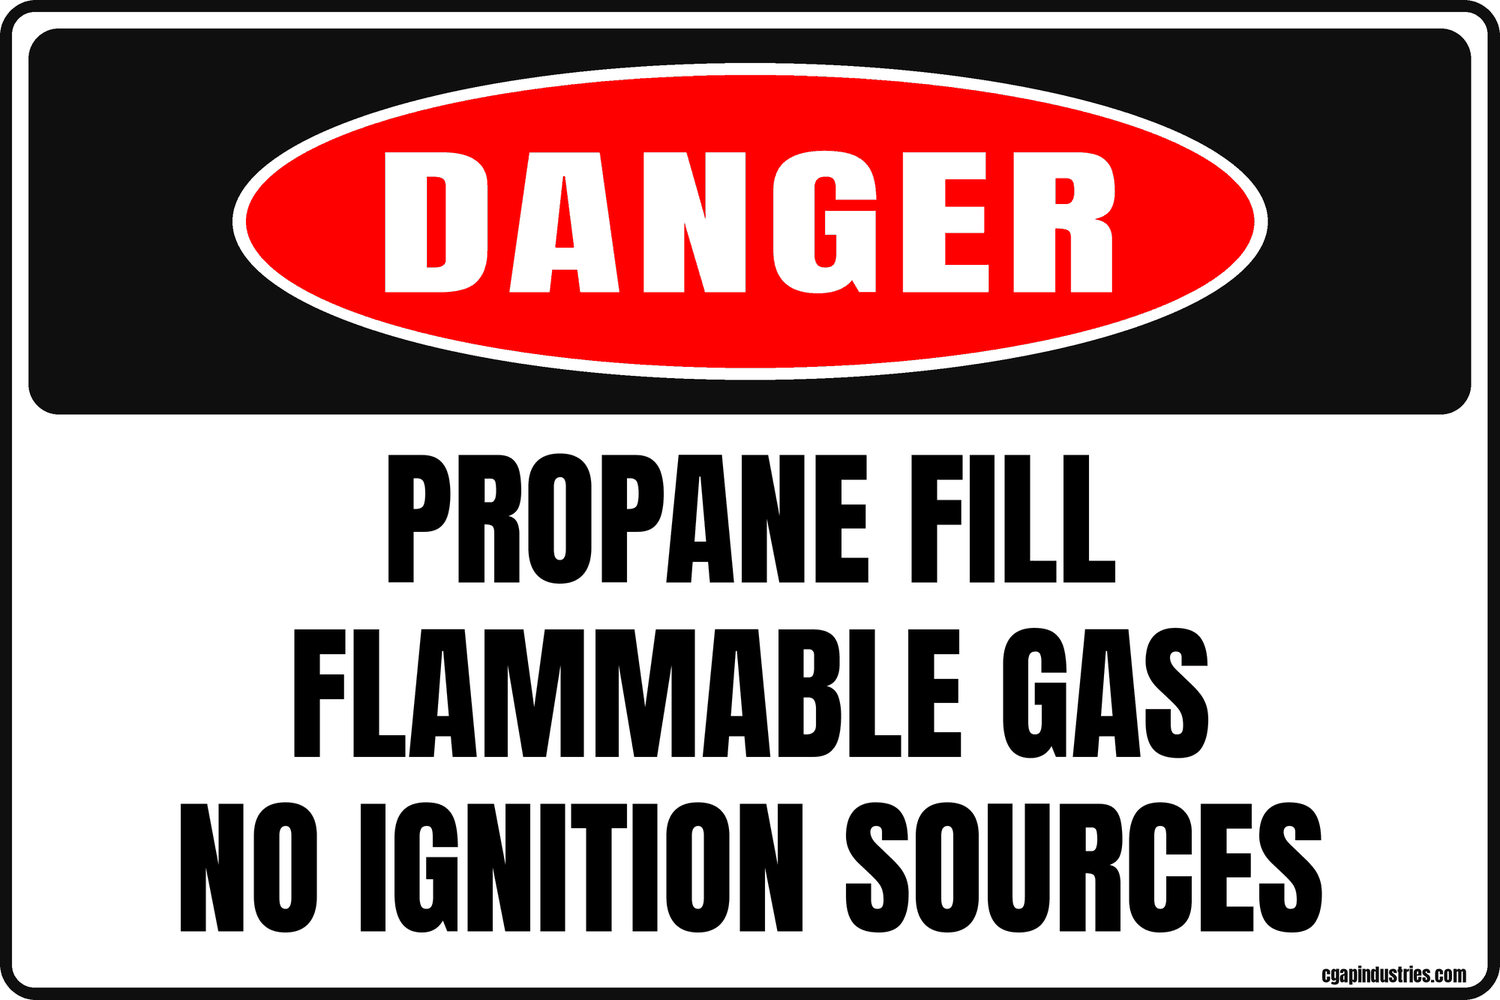 DANGER
PROPANE FILL
FLAMMABLE GAS
NO IGNITION SOURCES
cgapindustries.com